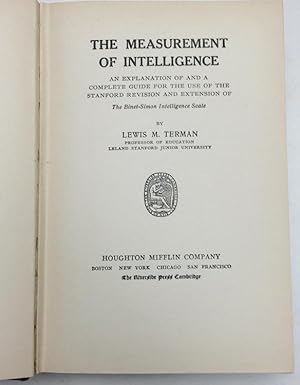 THE MEASUREMENT
OF INTELLIGENCE
AN EXPLANATION OF AND A
COMPLETE GUIDE FOR THE USE OF THE
STANFORD REVISION AND EXTENSION OF
The Binet-Simon Intelligence Scale
BY
LEWIS M. TERMAN
PROFESSOR OF EDUCATION
LELAND STANFORD JUNIOR UNIVERSITY
HOUGHTON MIFFLIN COMPANY
BOSTON NEW YORK CHICAGO SAN FRANCISCO
The Riverside Press Cambridge